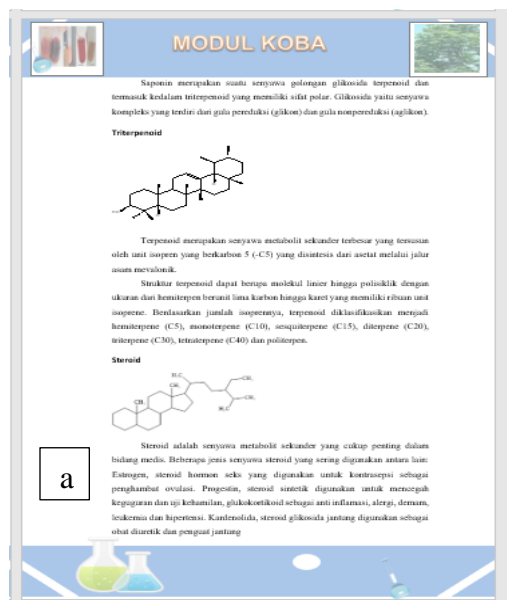 MODUL KOBA
Saponin merupakan suatu senyawa golongan glikosida terpenoid dan
termasuk kedalam triterpenoid yang memiliki sifat polar. Glikosida yaitu senyawa
kompleks yang terdiri dari gula pereduksi (glikon) dan gula nonpereduksi (aglikon).
Triterpenoid
Terpenoid merupakan senyawa metabolit sekunder terbesar yang tersusun
oleh unit isopren yang berkarbon 5 (-C5) yang disintesis dari asetat melalui jalur
asam mevalonik.
Struktur terpenoid dapat berupa molekul linier hingga polisiklik dengan
ukuran dari hemiterpen berunit lima karbon hingga karet yang memiliki ribuan unit
isoprene. Berdasarkan jumlah isoprennya, terpenoid diklasifikasikan menjadi
hemiterpene (C5), monoterpene (C10), sesquiterpene (C15), diterpene (C20),
triterpene (C30), tetraterpene (C40) dan politerpen.
Steroid
H₃C
CH₃
CH₃
CH₃
CH₃
H₃C
Steroid adalah senyawa metabolit sekunder yang cukup penting dalam
bidang medis. Beberapa jenis senyawa steroid yang sering digunakan antara lain:
Estrogen, steroid hormon seks yang digunakan untuk kontrasepsi sebagai
penghambat ovulasi. Progestin, steroid sintetik digunakan untuk mencegah
keguguran dan uji kehamilan, glukokortikoid sebagai anti inflamasi, alergi, demam,
leukemia dan hipertensi. Kardenolida, steroid glikosida jantung digunakan sebagai
obat diuretik dan penguat jantung
a